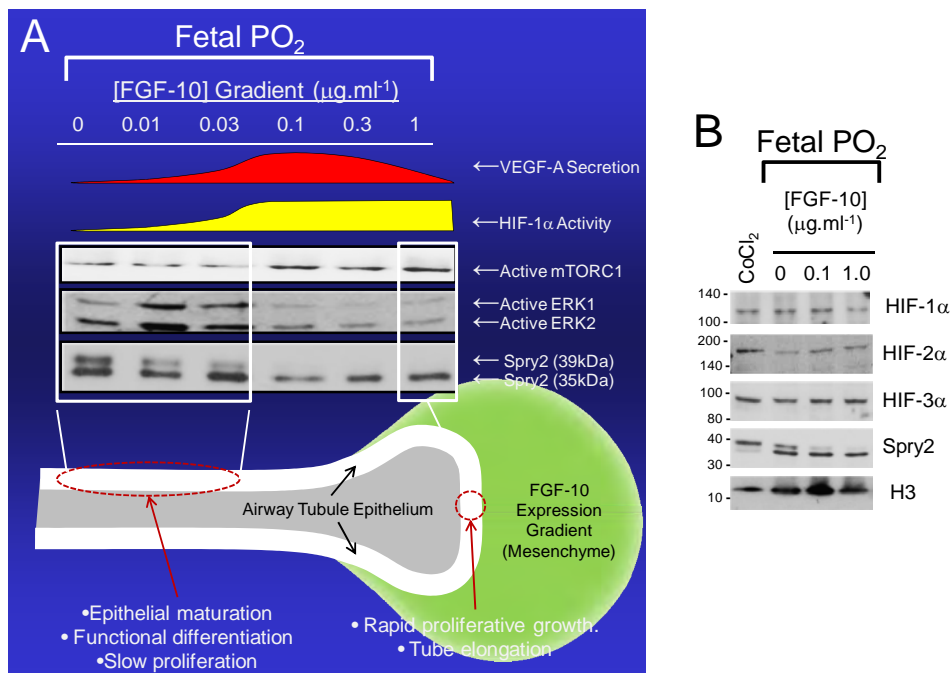 A
Fetal PO₂
[FGF-10] Gradient (µg.ml⁻¹)
0 0.01 0.03 0.1 0.3 1
←VEGF-A Secretion
←HIF-1α Activity
←Active mTORC1
←Active ERK1
←Active ERK2
←Spry2 (39kDa)
←Spry2 (35kDa)
Airway Tubule Epithelium
FGF-10
Expression
Gradient
(Mesenchyme)
•Epithelial maturation
• Functional differentiation
•Slow proliferation
• Rapid proliferative growth.
• Tube elongation
B
Fetal PO₂
[FGF-10]
(µg.ml⁻¹)
CoCl₂ 0 0.1 1.0
140
100
HIF-1α
200
140
HIF-2α
100
80
HIF-3α
40
30
Spry2
10
H3